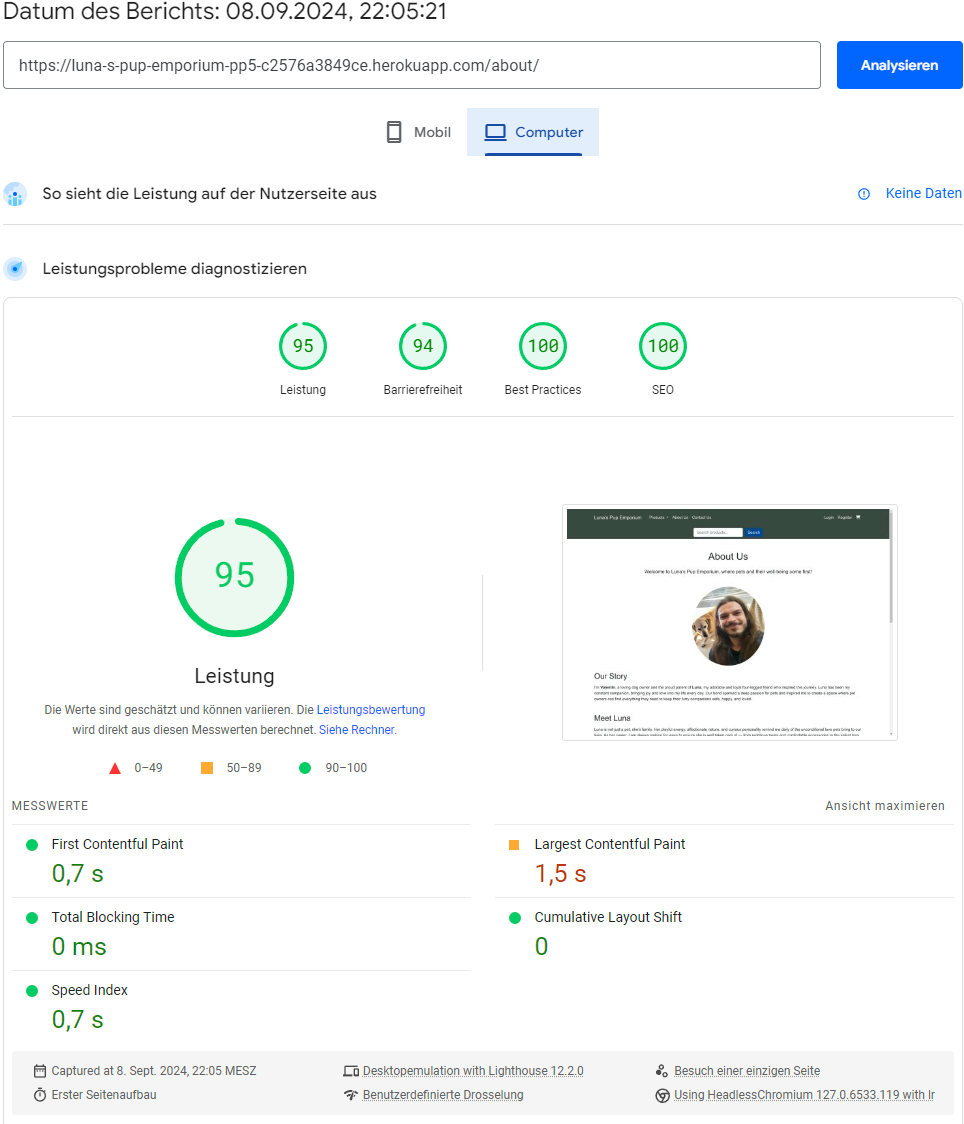 Datum des Berichts: 08.09.2024, 22:05:21
https://luna-s-pup-emporium-pp5-c2576a3849ce.herokuapp.com/about/
Analysieren
Mobil
Computer
So sieht die Leistung auf der Nutzerseite aus
Keine Daten
Leistungsprobleme diagnostizieren
95
94
100
100
Leistung
Barrierefreiheit
Best Practices
SEO
95
Leistung
Die Werte sind geschätzt und können variieren. Die Leistungsbewertung
wird direkt aus diesen Messwerten berechnet. Siehe Rechner.
0–49
50–89
90–100
Luna's Pup Emporium
Products
About Us
Contact Us
Login
Register
Search products...
Search
About Us
Welcome to Luna's Pup Emporium, where pets and their well-being come first!
Our Story
Meet Luna
MESSWERTE
Ansicht maximieren
First Contentful Paint
0,7 s
Largest Contentful Paint
1,5 s
Total Blocking Time
0 ms
Cumulative Layout Shift
0
Speed Index
0,7 s
Captured at 8. Sept. 2024, 22:05 MESZ
Desktopemulation with Lighthouse 12.2.0
Besuch einer einzigen Seite
Erster Seitenaufbau
Benutzerdefinierte Drosselung
Using HeadlessChromium 127.0.6533.119 with lr